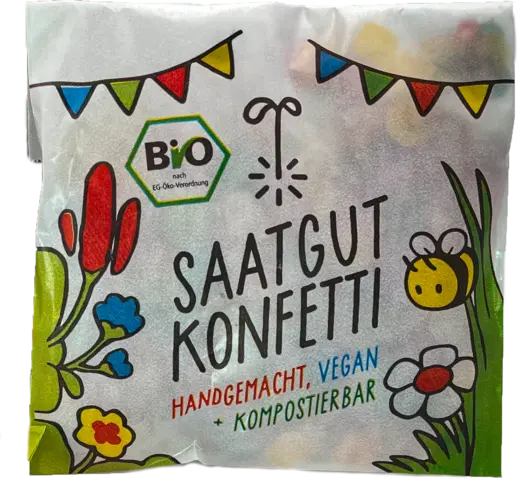 BiO
nach
EG-Öko-Verordnung
SAATGUT
KONFETTI
HANDGEMACHT, VEGAN
+ KOMPOSTIERBAR